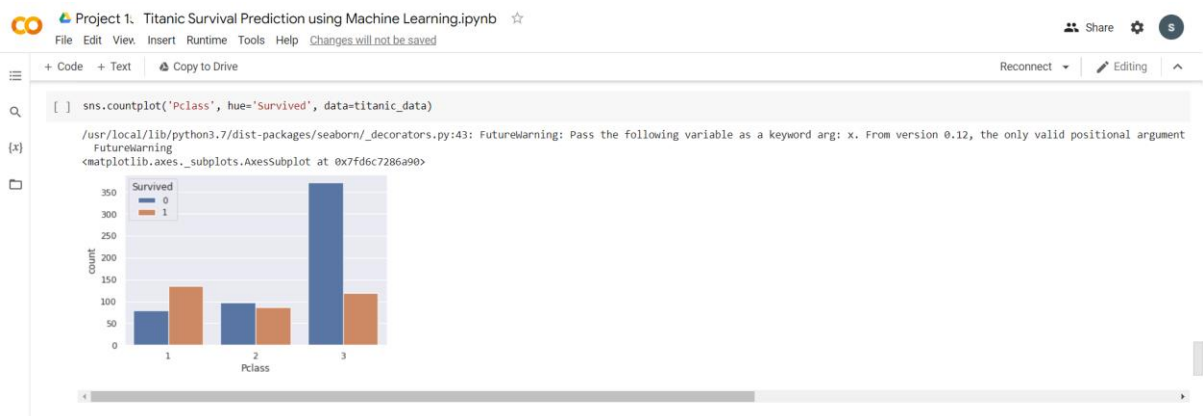 Project 1、 Titanic Survival Prediction using Machine Learning.ipynb
File Edit View Insert Runtime Tools Help Changes will not be saved
Share
S
+ Code + Text Copy to Drive
Reconnect Editing
{x}
[ ] sns.countplot('Pclass', hue='Survived', data=titanic_data)
/usr/local/lib/python3.7/dist-packages/seaborn/_decorators.py:43: FutureWarning: Pass the following variable as a keyword arg: x. From version 0.12, the only valid positional argument
FutureWarning
<matplotlib.axes._subplots.AxesSubplot at 0x7fd6c7286a90>
Survived
0
1
350
300
250
200
150
100
50
0
count
1 2 3
Pclass